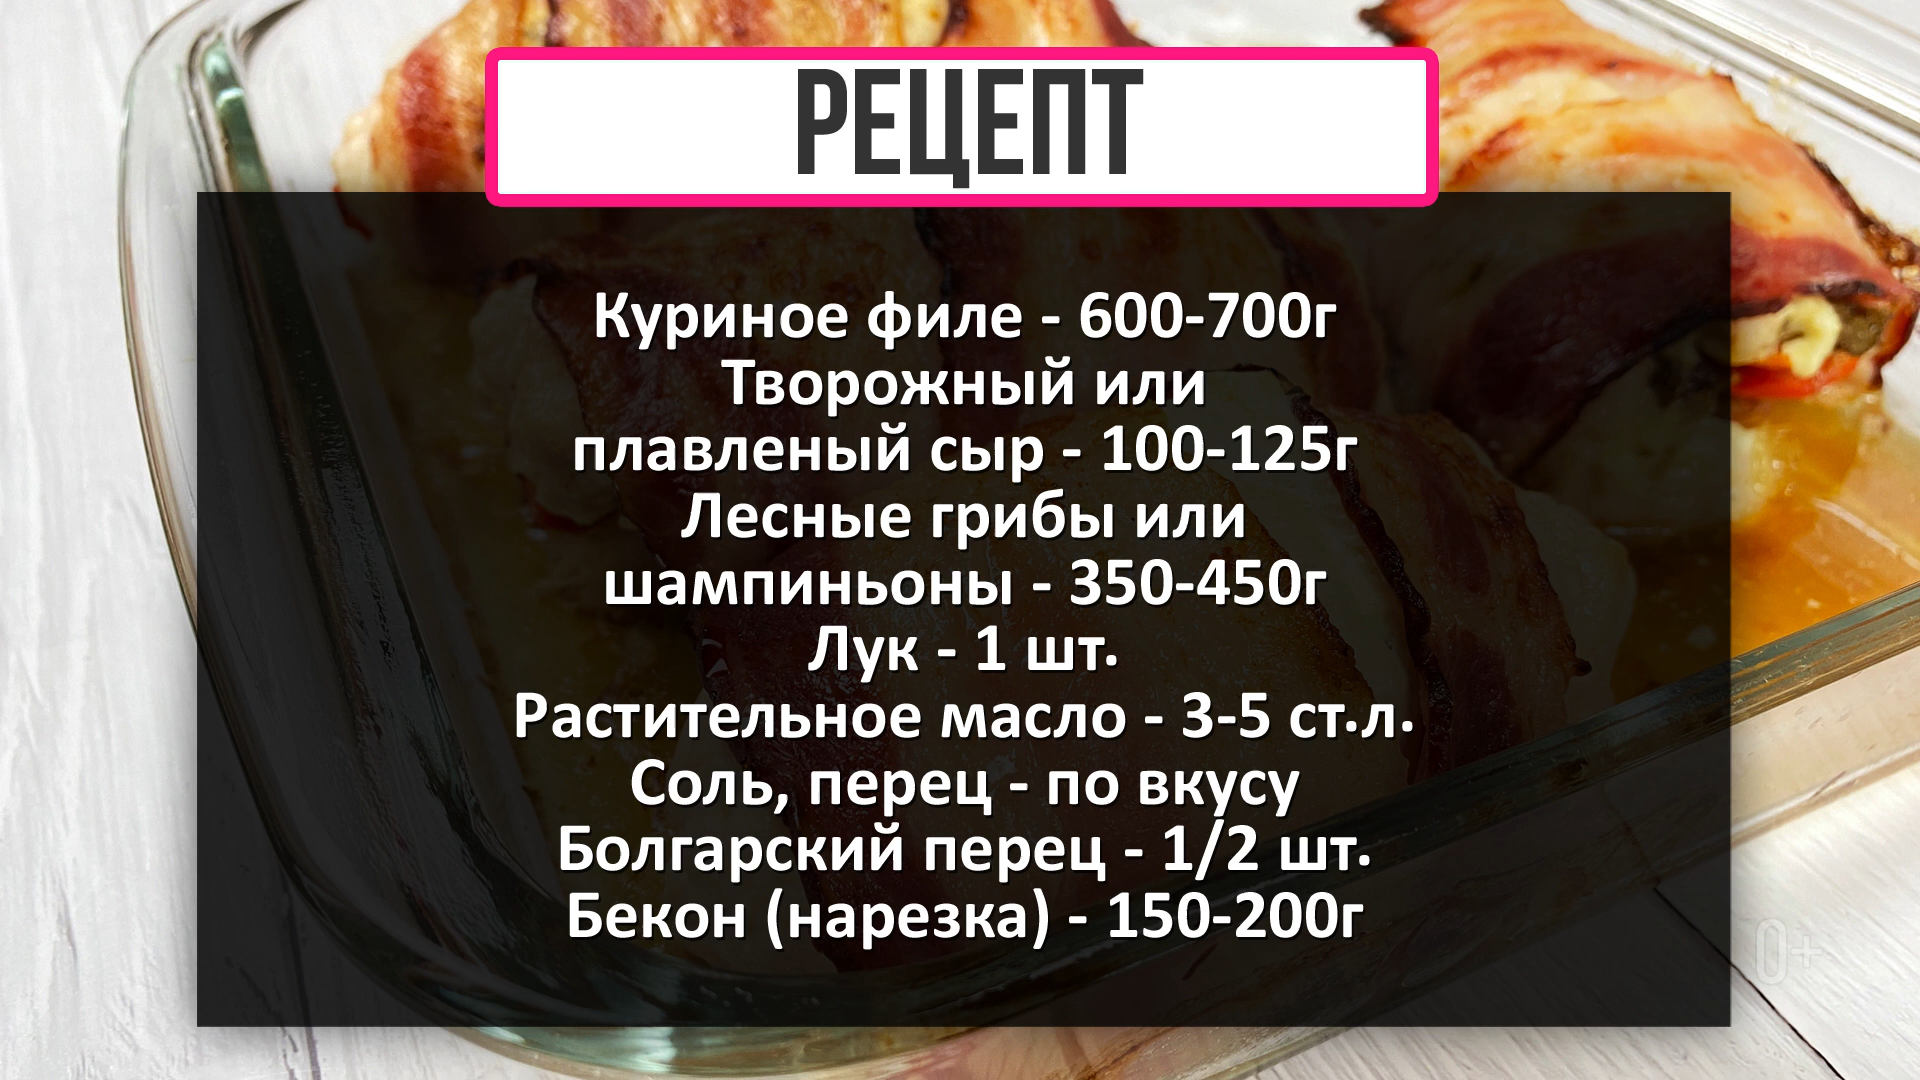 РЕЦЕПТ
Куриное филе - 600-700г
Творожный или
плавленый сыр - 100-125г
Лесные грибы или
шампиньоны - 350-450г
Лук - 1 шт.
Растительное масло - 3-5 ст.л.
Соль, перец - по вкусу
Болгарский перец - 1/2 шт.
Бекон (нарезка) - 150-200г
0+